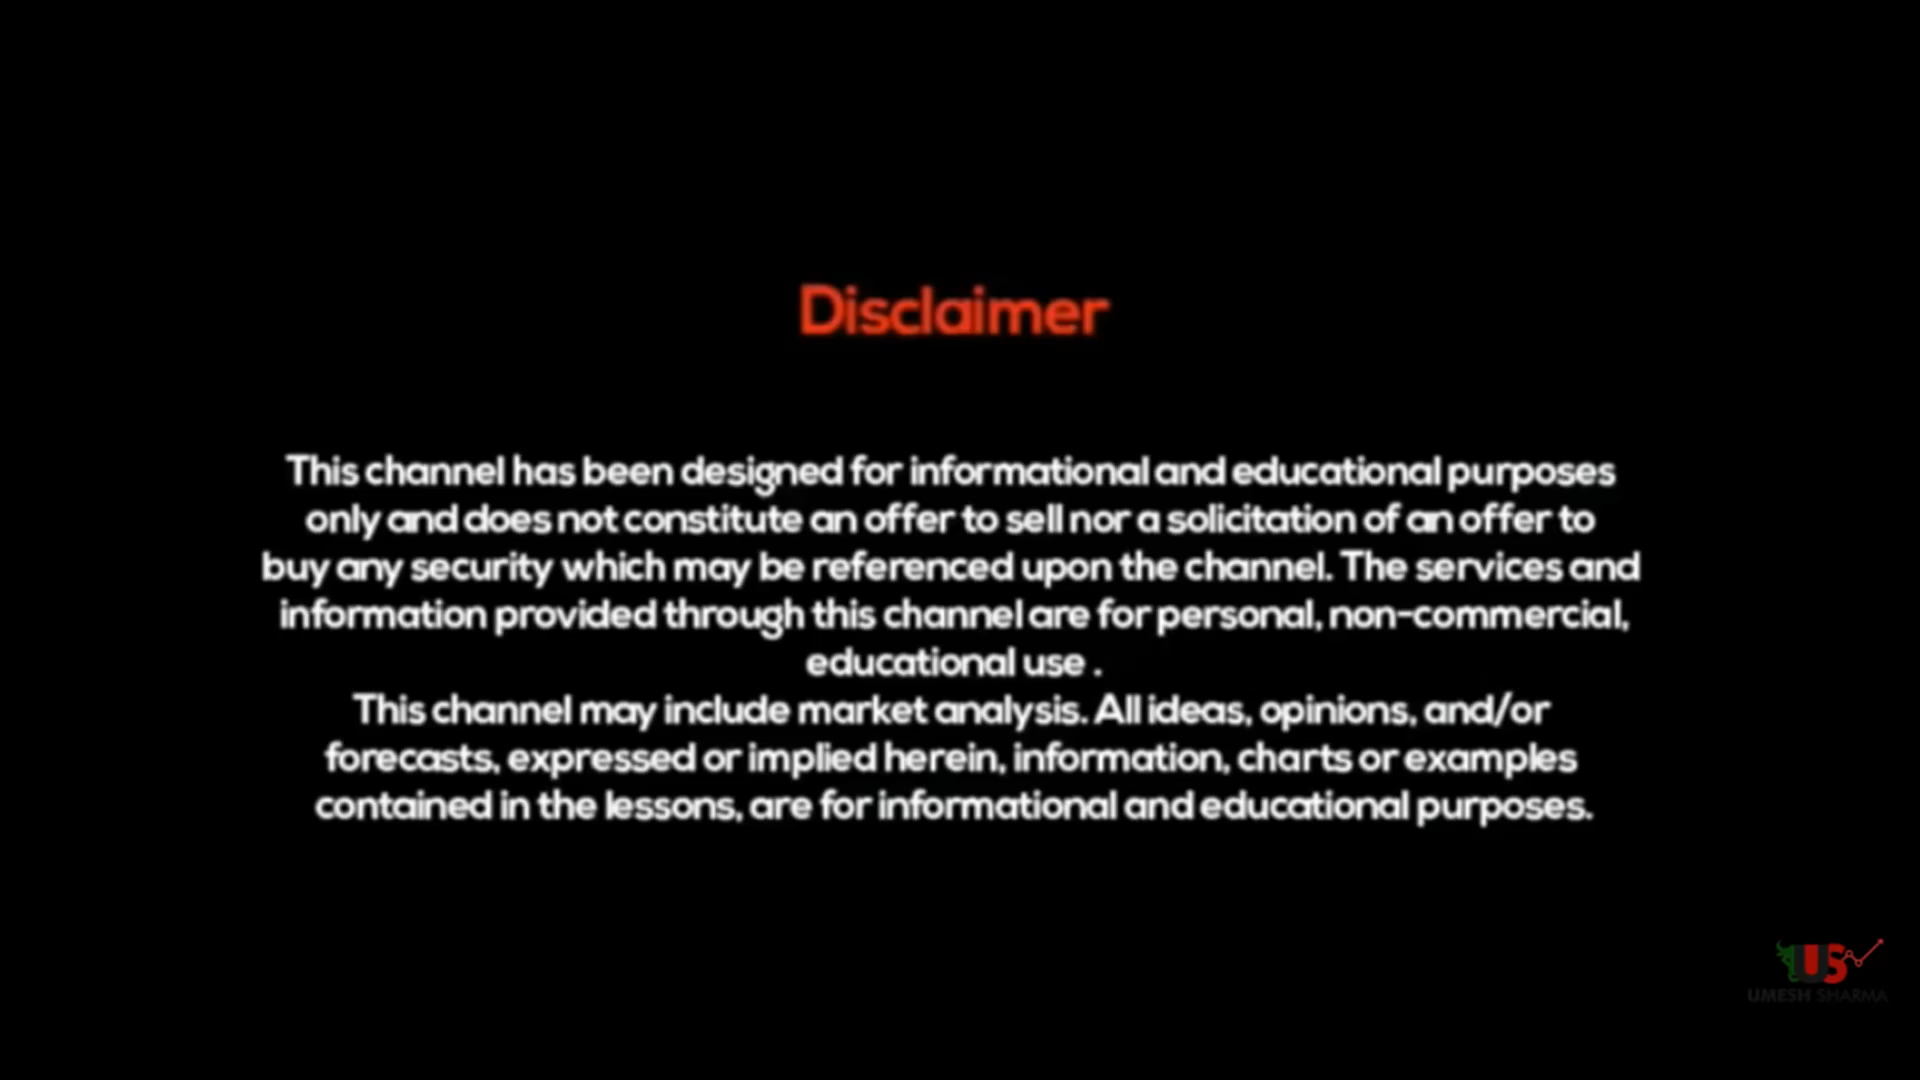 Disclaimer
This channel has been designed for informational and educational purposes
only and does not constitute an offer to sell nor a solicitation of an offer to
buy any security which may be referenced upon the channel. The services and
information provided through this channel are for personal, non-commercial,
educational use .
This channel may include market analysis. All ideas, opinions, and/or
forecasts, expressed or implied herein, information, charts or examples
contained in the lessons, are for informational and educational purposes.
US
UMESH SHARMA